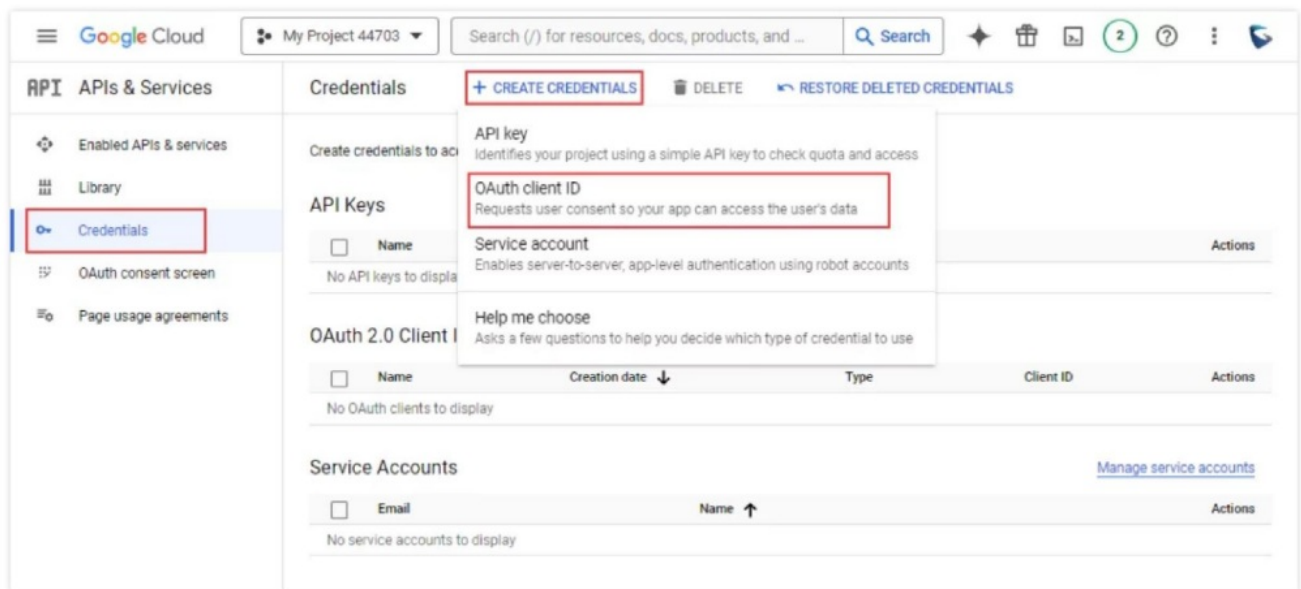 Google Cloud
My Project 44703
Search (/) for resources, docs, products, and ...
Search
2
API APIs & Services
Credentials
+ CREATE CREDENTIALS
DELETE
RESTORE DELETED CREDENTIALS
Enabled APIs & services
Library
Credentials
OAuth consent screen
Page usage agreements
Create credentials to ac
API key
Identifies your project using a simple API key to check quota and access
OAuth client ID
Requests user consent so your app can access the user's data
Service account
Enables server-to-server, app-level authentication using robot accounts
Help me choose
Asks a few questions to help you decide which type of credential to use
API Keys
Name Actions
No API keys to displa
OAuth 2.0 Client I
Name Creation date Type Client ID Actions
No OAuth clients to display
Service Accounts
Manage service accounts
Email Name Actions
No service accounts to display